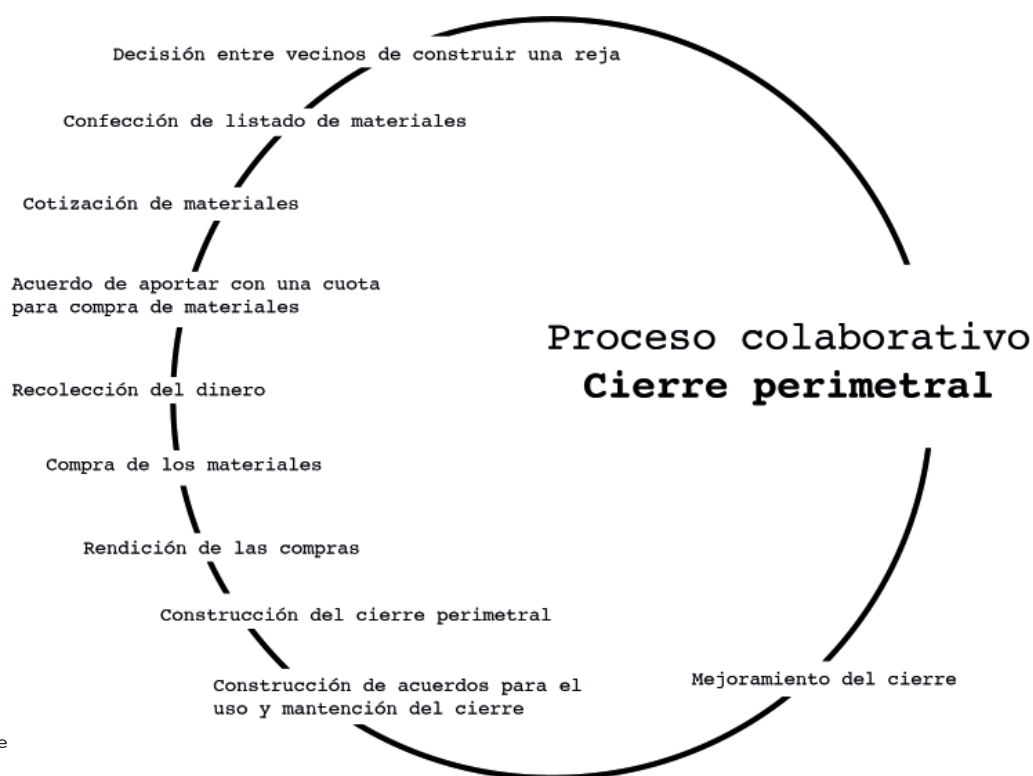 Decisión entre vecinos de construir una reja
Confección de listado de materiales
Cotización de materiales
Acuerdo de aportar con una cuota
para compra de materiales
Proceso colaborativo
Cierre perimetral
Recolección del dinero
Compra de los materiales
Rendición de las compras
Construcción del cierre perimetral
Construcción de acuerdos para el
uso y mantención del cierre
Mejoramiento del cierre
e